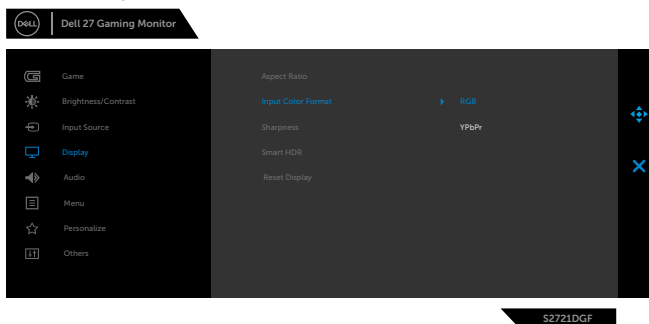 DELL
Dell 27 Gaming Monitor
Game
Aspect Ratio
Brightness/Contrast
Input Color Format
RGB
Input Source
Sharpness
YPbPr
Display
Smart HDR
Audio
Reset Display
Menu
Personalize
Others
S2721DGF